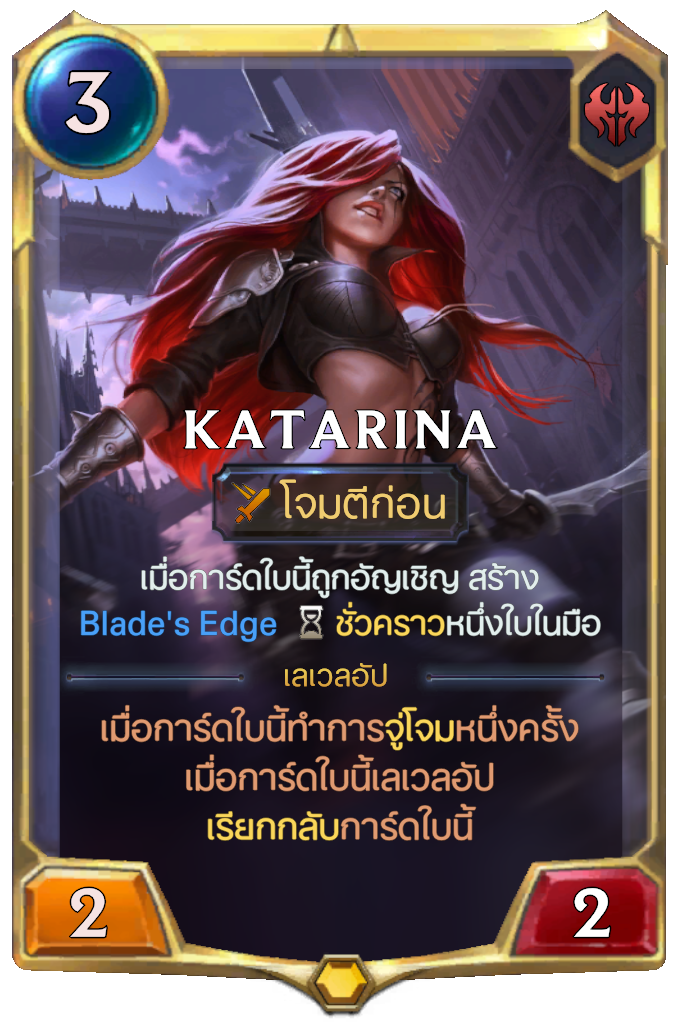 3
KATARINA
โจมตีก่อน
เมื่อการ์ดใบนี้ถูกอัญเชิญ สร้าง
Blade's Edge ชั่วคราวหนึ่งใบในมือ
เลเวลอัป
เมื่อการ์ดใบนี้ทำการจู่โจมหนึ่งครั้ง
เมื่อการ์ดใบนี้เลเวลอัป
เรียกกลับการ์ดใบนี้
2 2